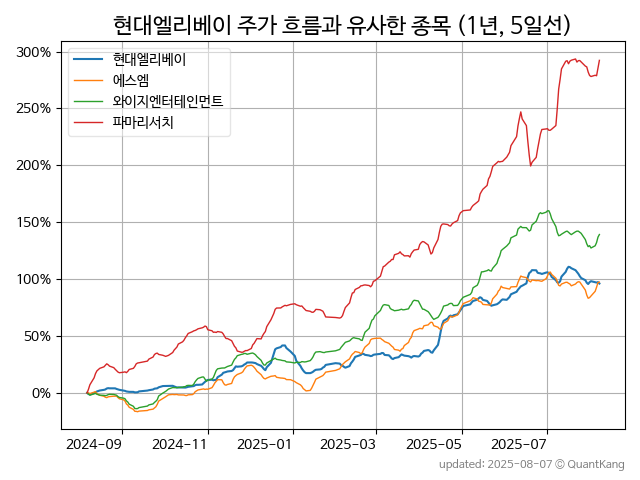 현대엘리베이 주가 흐름과 유사한 종목 (1년, 5일선)
현대엘리베이
에스엠
와이지엔터테인먼트
파마리서치
300%
250%
200%
150%
100%
50%
0%
2024-09 2024-11 2025-01 2025-03 2025-05 2025-07
updated: 2025-08-07 © QuantKang